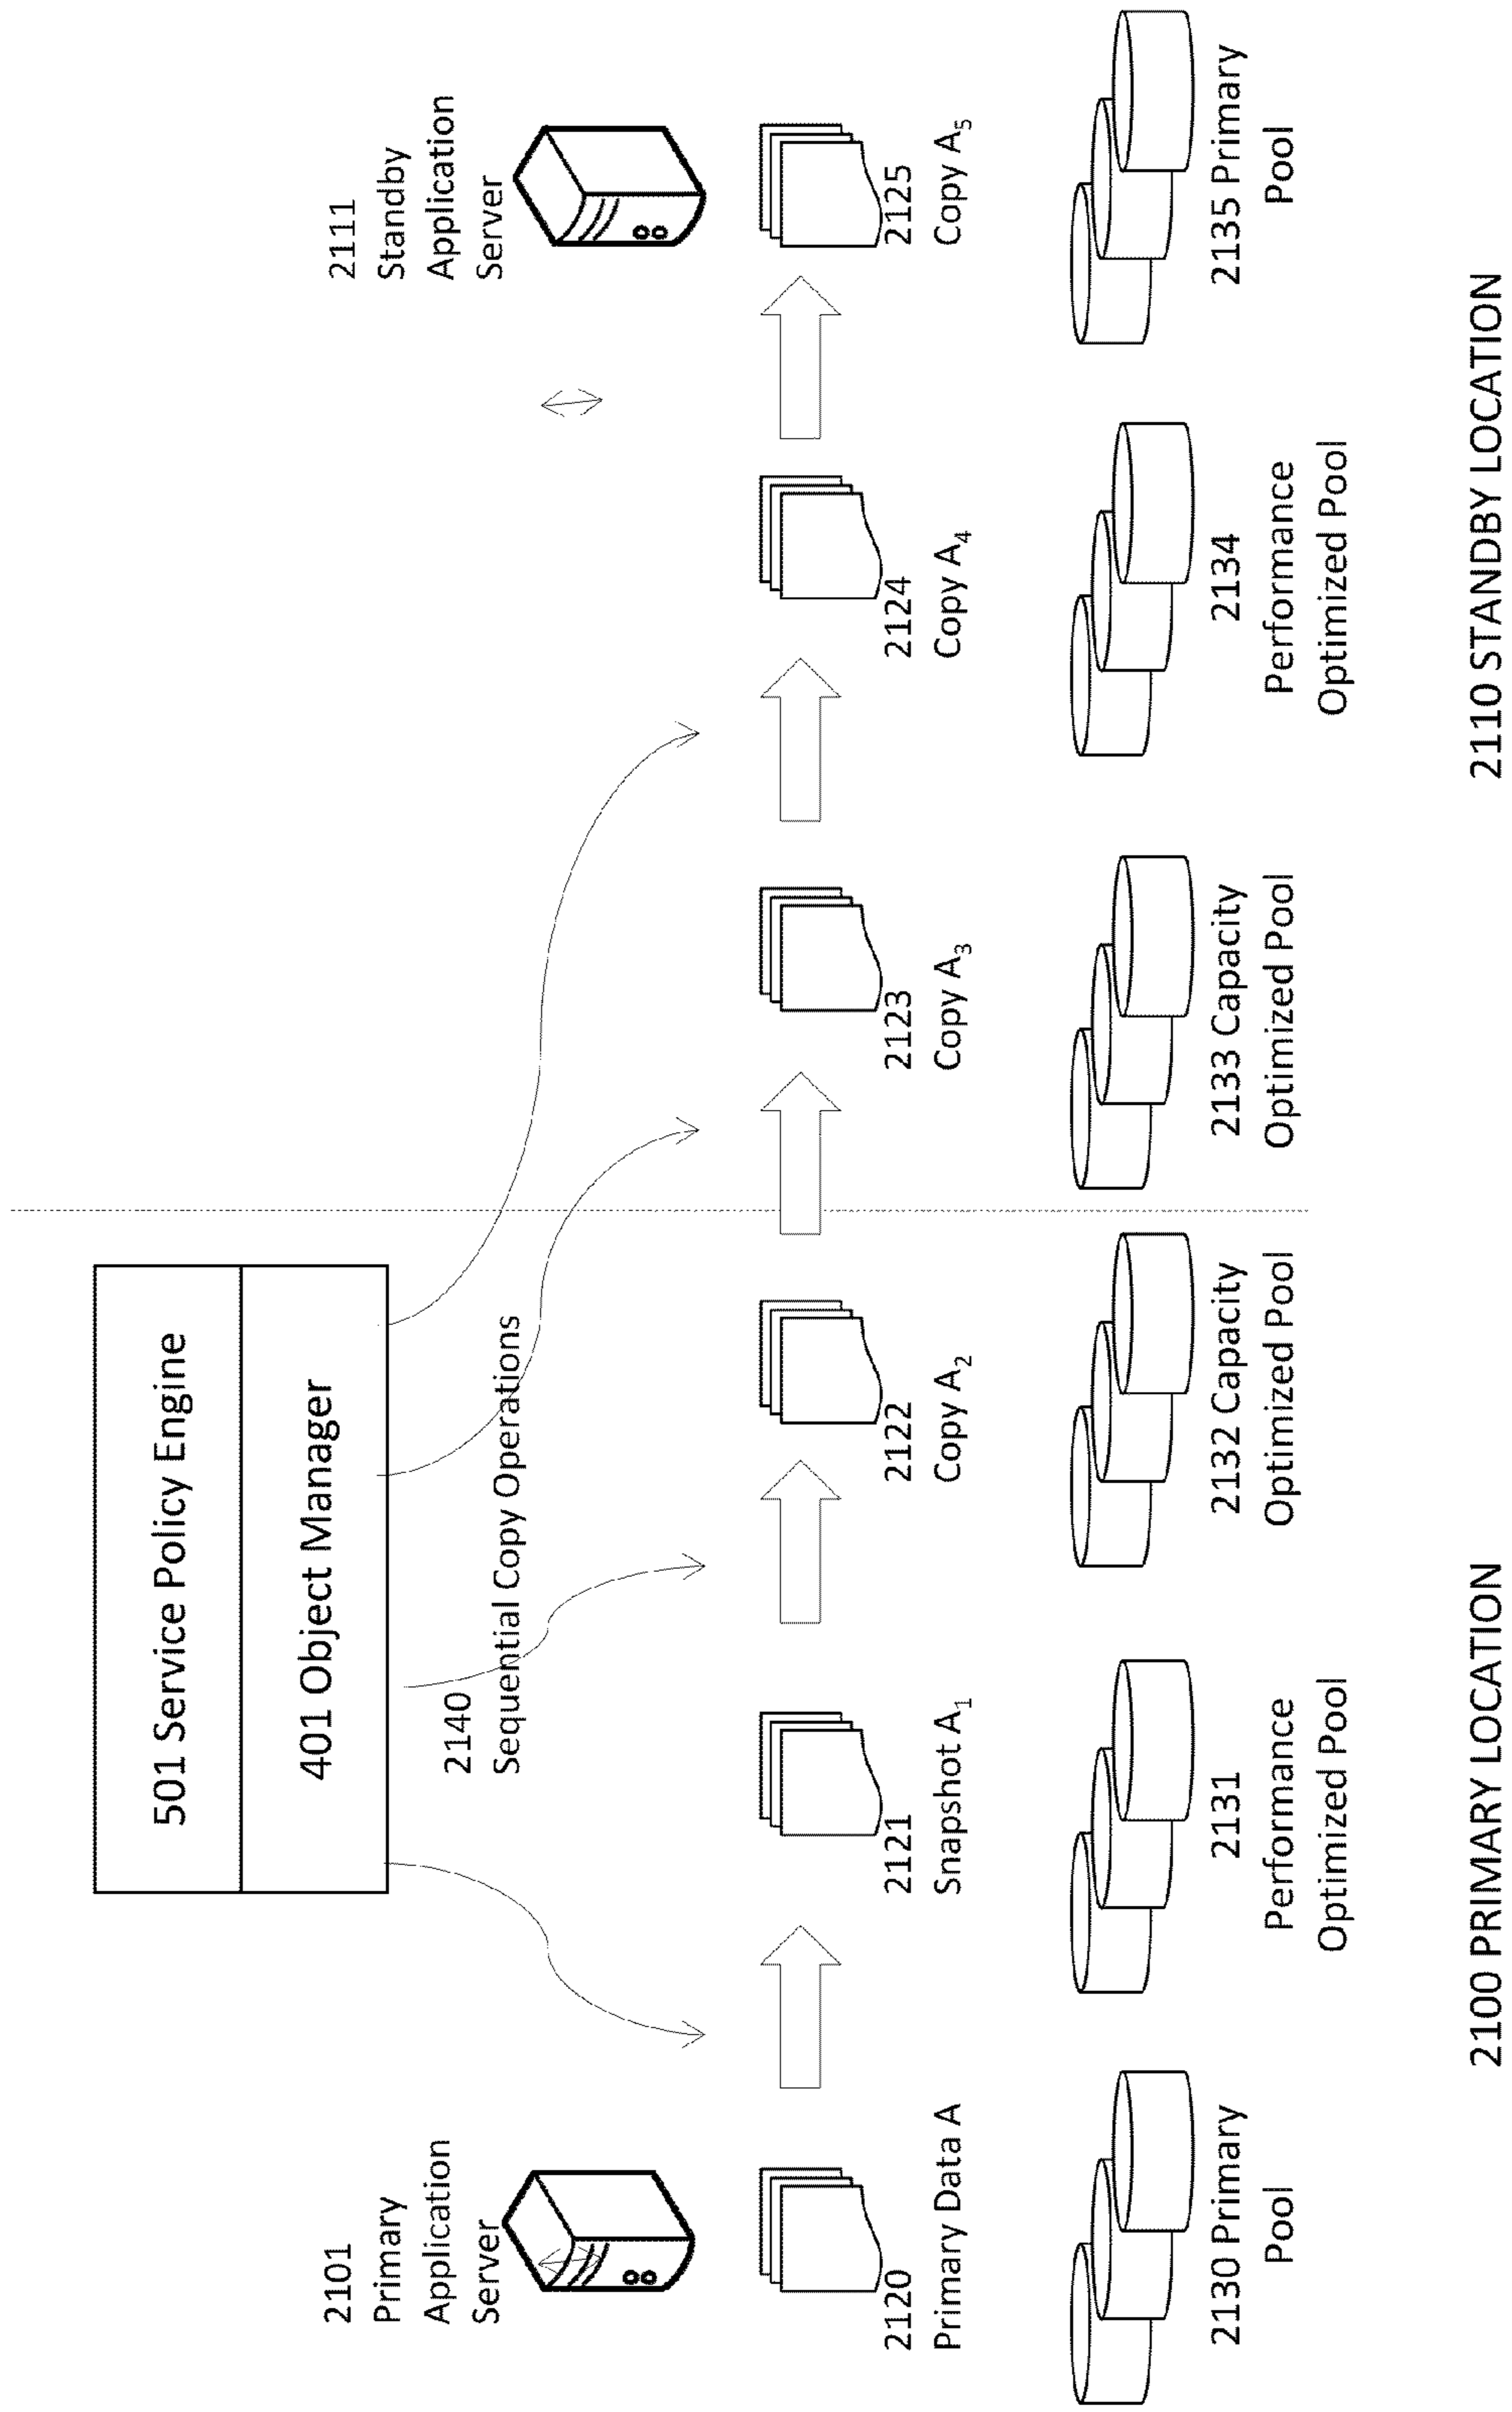 501 Service Policy Engine
401 Object Manager
2140
Sequential Copy Operations
2101
Primary
Application
Server
2111
Standby
Application
Server
2120
Primary Data A
2121
Snapshot A1
2122
Copy A2
2123
Copy A3
2124
Copy A4
2125
Copy A5
2130 Primary
Pool
2131
Performance
Optimized Pool
2132 Capacity
Optimized Pool
2133 Capacity
Optimized Pool
2134
Performance
Optimized Pool
2135 Primary
Pool
2100 PRIMARY LOCATION
2110 STANDBY LOCATION